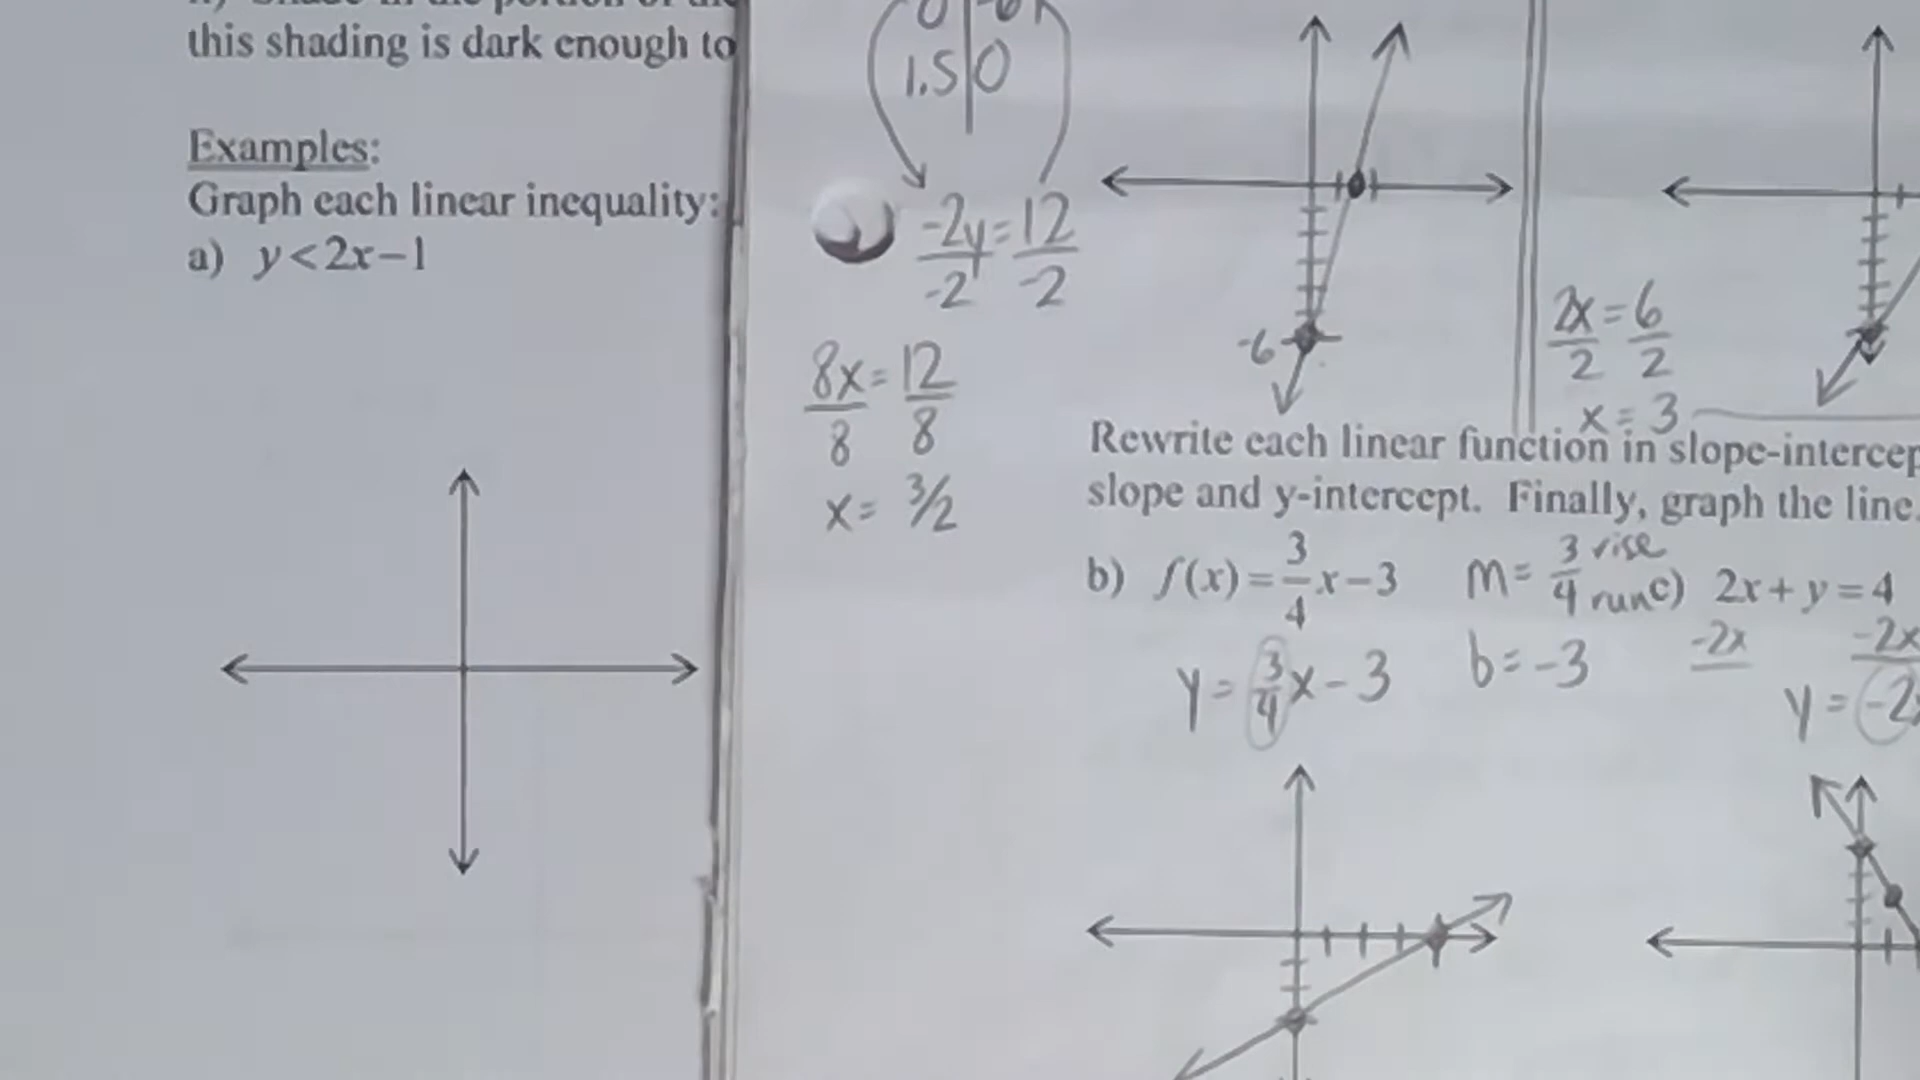 this shading is dark enough to
Examples:
Graph each linear inequality:
a) y<2x-1
1.5 | 0
-2y = 12
-2 -2
8x = 12
8 8
x = 3/2
-6
2x = 6
2 2
x = 3
Rewrite each linear function in
slope and y-intercept. Finally, graph the line.
b) f(x) = 3/4 x - 3
m = 3 rise
4 run
y = 3/4 x - 3
b = -3
c) 2x + y = 4
-2x -2x
y = -2